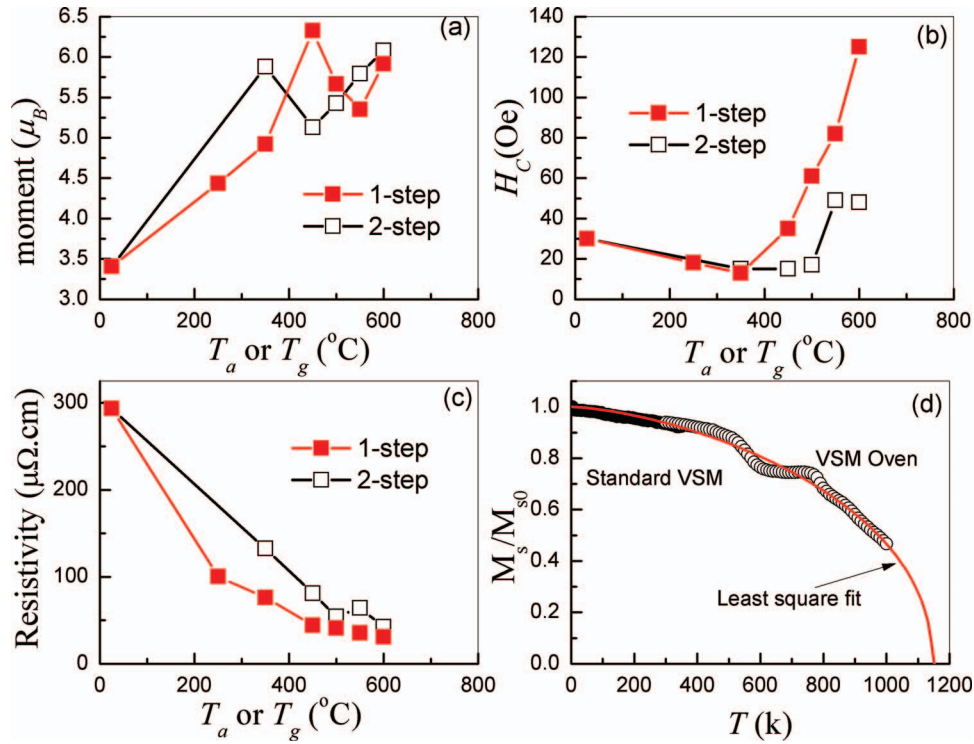 6.5
6.0
5.5
5.0
4.5
4.0
3.5
3.0
moment (μB)
(a)
1-step
2-step
0 200 400 600 800
Ta or Tg (°C)
140
120
100
80
60
40
20
0
HC(Oe)
(b)
1-step
2-step
0 200 400 600 800
Ta or Tg (°C)
300
200
100
0
Resistivity (μΩ.cm)
(c)
1-step
2-step
0 200 400 600 800
Ta or Tg (°C)
1.0
0.8
0.6
0.4
0.2
0.0
Ms/Ms0
(d)
VSM Oven
Standard VSM
Least square fit
0 200 400 600 800 1000 1200
T (k)